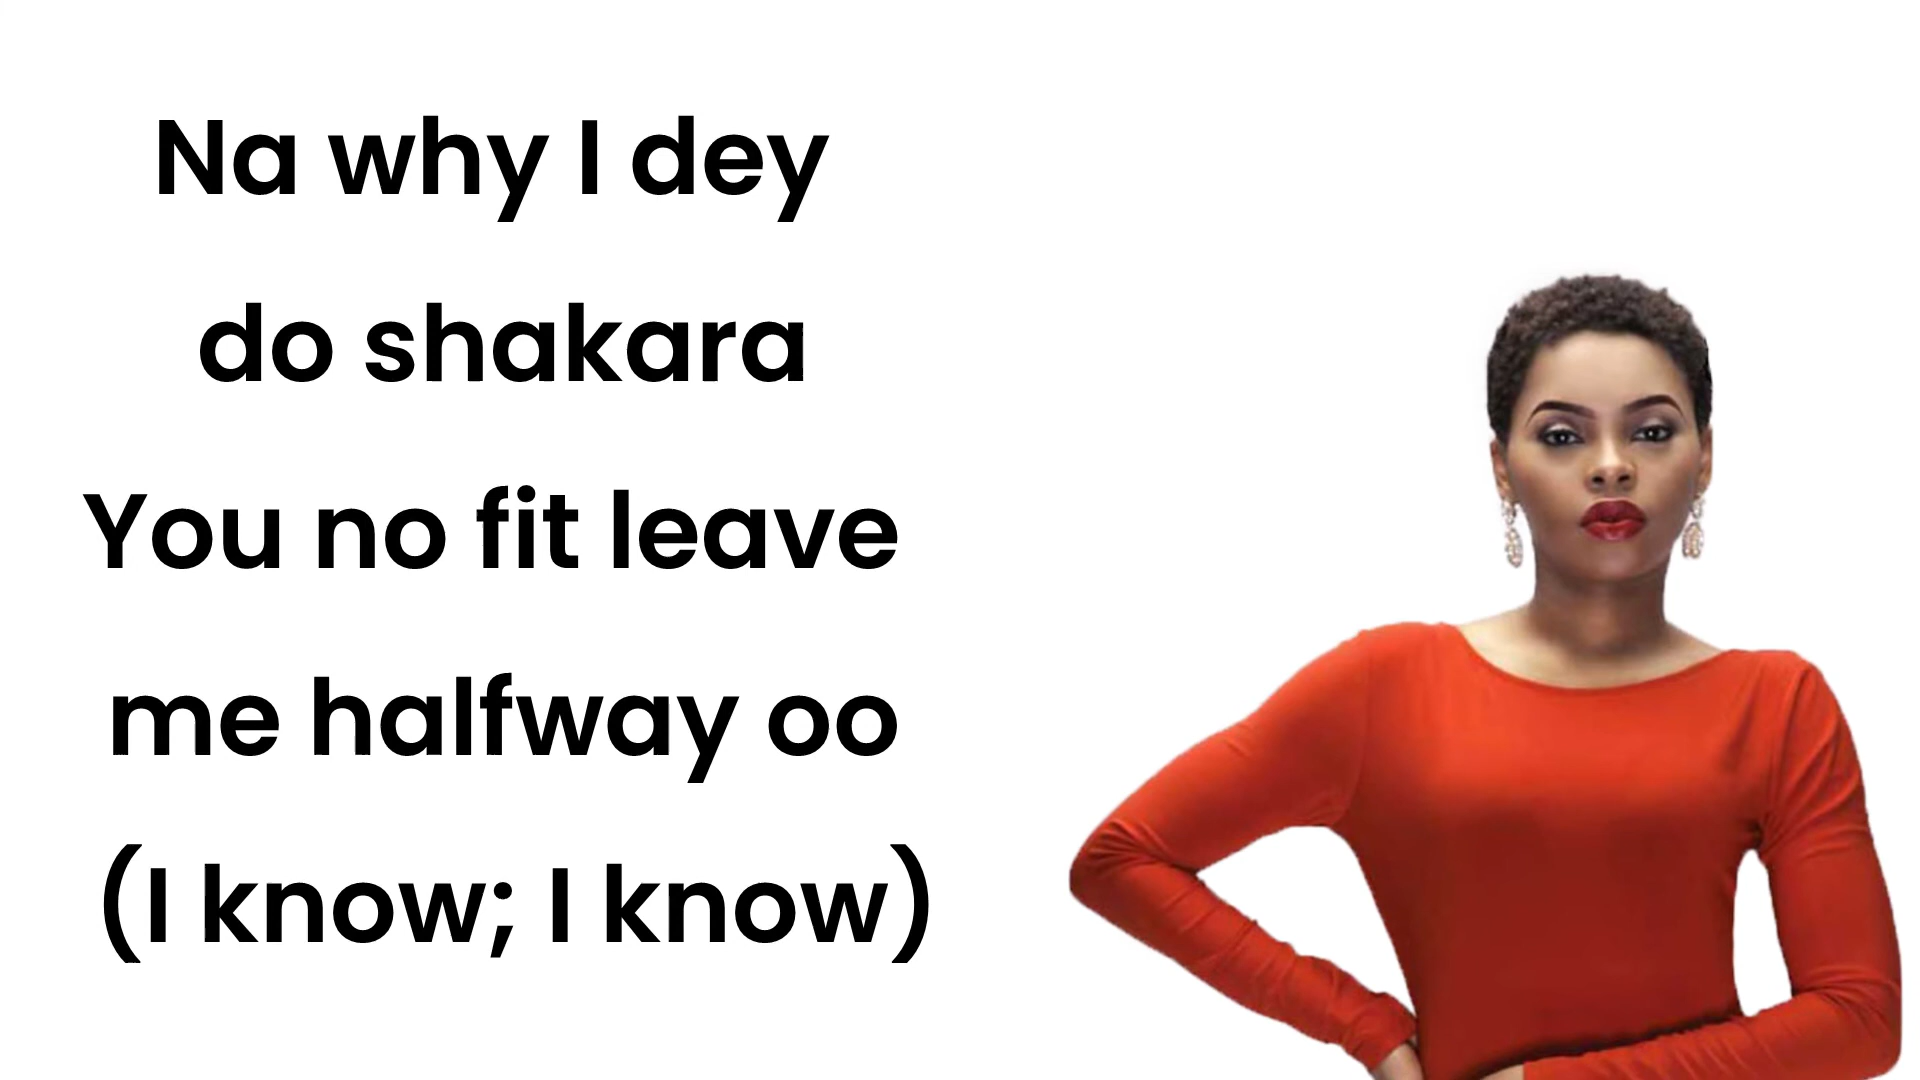 Na why I dey
do shakara
You no fit leave
me halfway oo
(I know; I know)